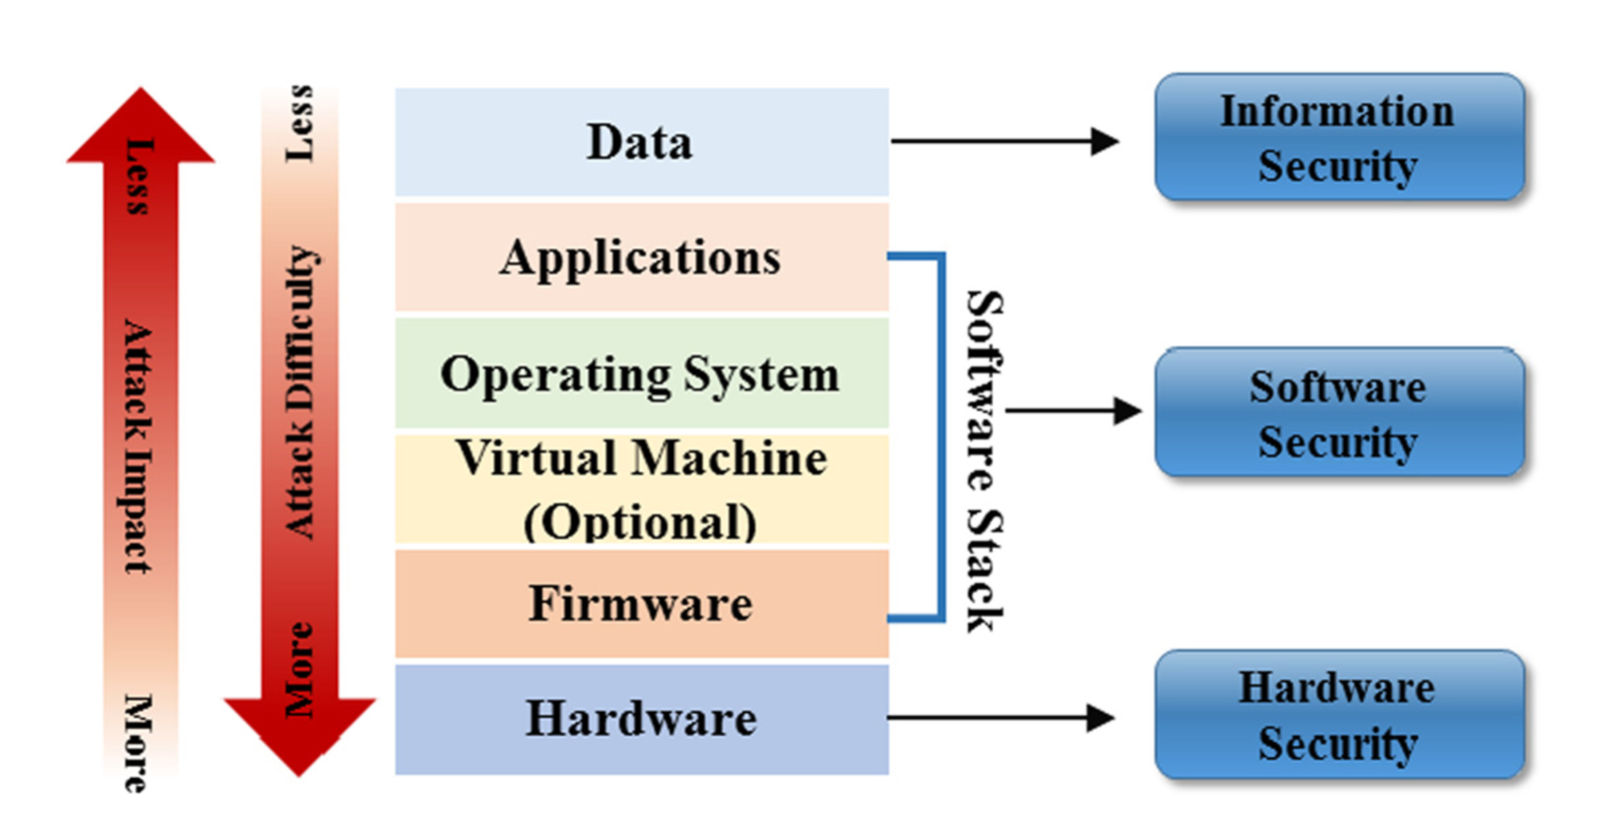 Less
Attack Impact
More
Less
Attack Difficulty
More
Data
Applications
Operating System
Virtual Machine
(Optional)
Firmware
Hardware
Software Stack
Information
Security
Software
Security
Hardware
Security